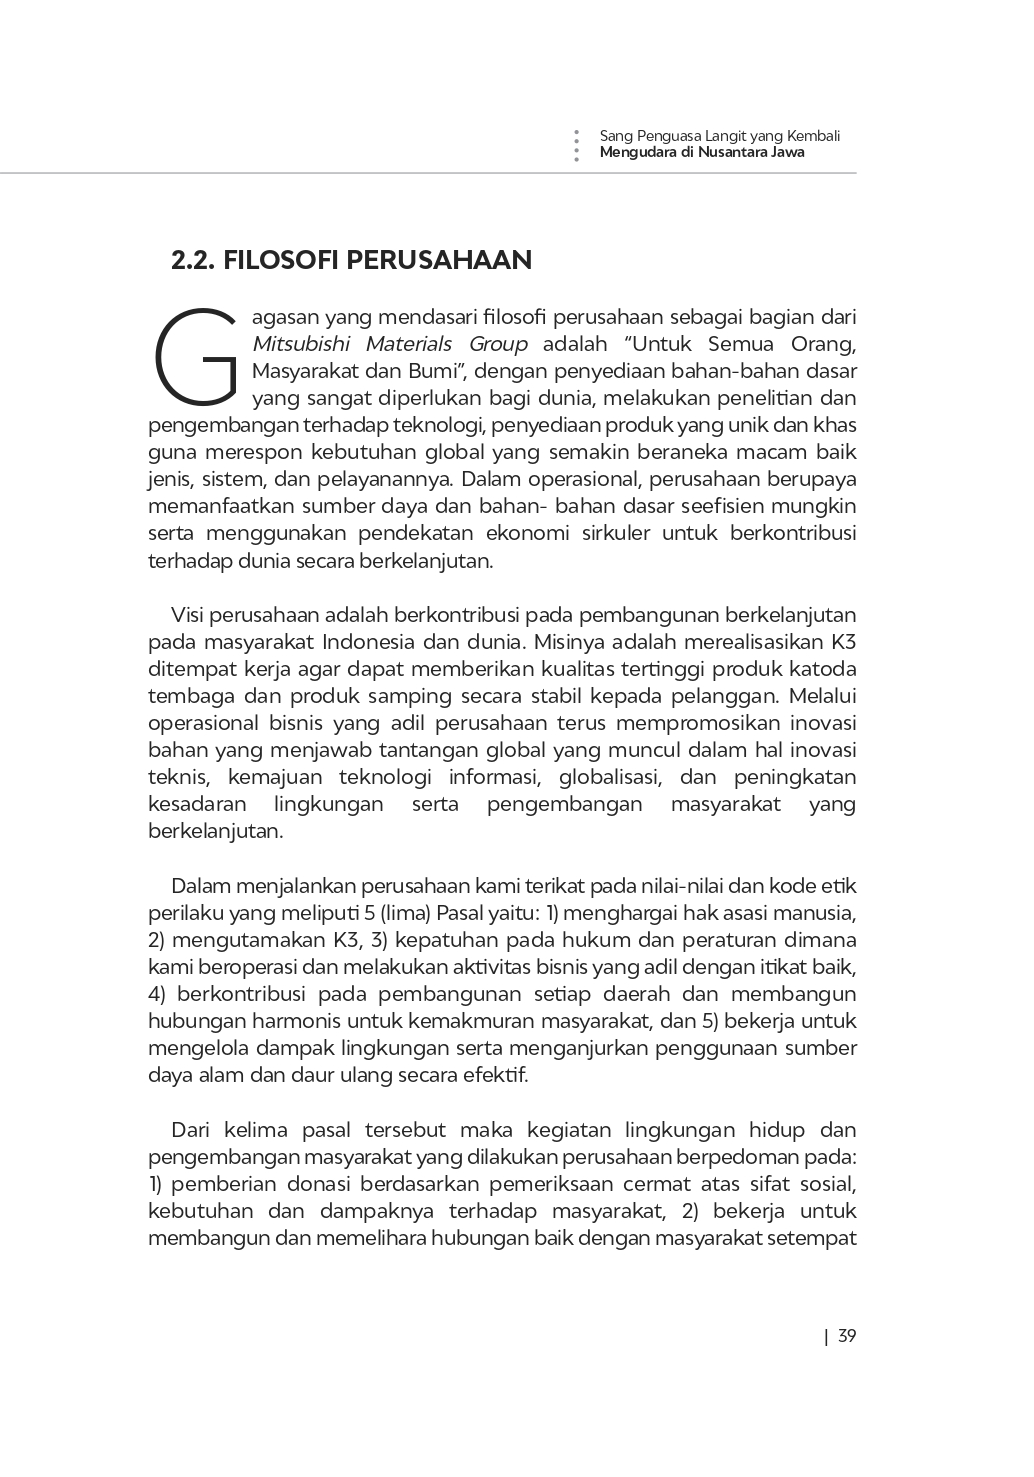 Sang Penguasa Langit yang Kembali
Mengudara di Nusantara Jawa
2.2. FILOSOFI PERUSAHAAN
Gagasan yang mendasari filosofi perusahaan sebagai bagian dari
Mitsubishi Materials Group adalah “Untuk Semua Orang,
Masyarakat dan Bumi”, dengan penyediaan bahan-bahan dasar
yang sangat diperlukan bagi dunia, melakukan penelitian dan
pengembangan terhadap teknologi, penyediaan produk yang unik dan khas
guna merespon kebutuhan global yang semakin beraneka macam baik
jenis, sistem, dan pelayanannya. Dalam operasional, perusahaan berupaya
memanfaatkan sumber daya dan bahan- bahan dasar seefisien mungkin
serta menggunakan pendekatan ekonomi sirkuler untuk berkontribusi
terhadap dunia secara berkelanjutan.
Visi perusahaan adalah berkontribusi pada pembangunan berkelanjutan
pada masyarakat Indonesia dan dunia. Misinya adalah merealisasikan K3
ditempat kerja agar dapat memberikan kualitas tertinggi produk katoda
tembaga dan produk samping secara stabil kepada pelanggan. Melalui
operasional bisnis yang adil perusahaan terus mempromosikan inovasi
bahan yang menjawab tantangan global yang muncul dalam hal inovasi
teknis, kemajuan teknologi informasi, globalisasi, dan peningkatan
kesadaran lingkungan serta pengembangan masyarakat yang
berkelanjutan.
Dalam menjalankan perusahaan kami terikat pada nilai-nilai dan kode etik
perilaku yang meliputi 5 (lima) Pasal yaitu: 1) menghargai hak asasi manusia,
2) mengutamakan K3, 3) kepatuhan pada hukum dan peraturan dimana
kami beroperasi dan melakukan aktivitas bisnis yang adil dengan itikat baik,
4) berkontribusi pada pembangunan setiap daerah dan membangun
hubungan harmonis untuk kemakmuran masyarakat, dan 5) bekerja untuk
mengelola dampak lingkungan serta menganjurkan penggunaan sumber
daya alam dan daur ulang secara efektif.
Dari kelima pasal tersebut maka kegiatan lingkungan hidup dan
pengembangan masyarakat yang dilakukan perusahaan berpedoman pada:
1) pemberian donasi berdasarkan pemeriksaan cermat atas sifat sosial,
kebutuhan dan dampaknya terhadap masyarakat, 2) bekerja untuk
membangun dan memelihara hubungan baik dengan masyarakat setempat
| 39